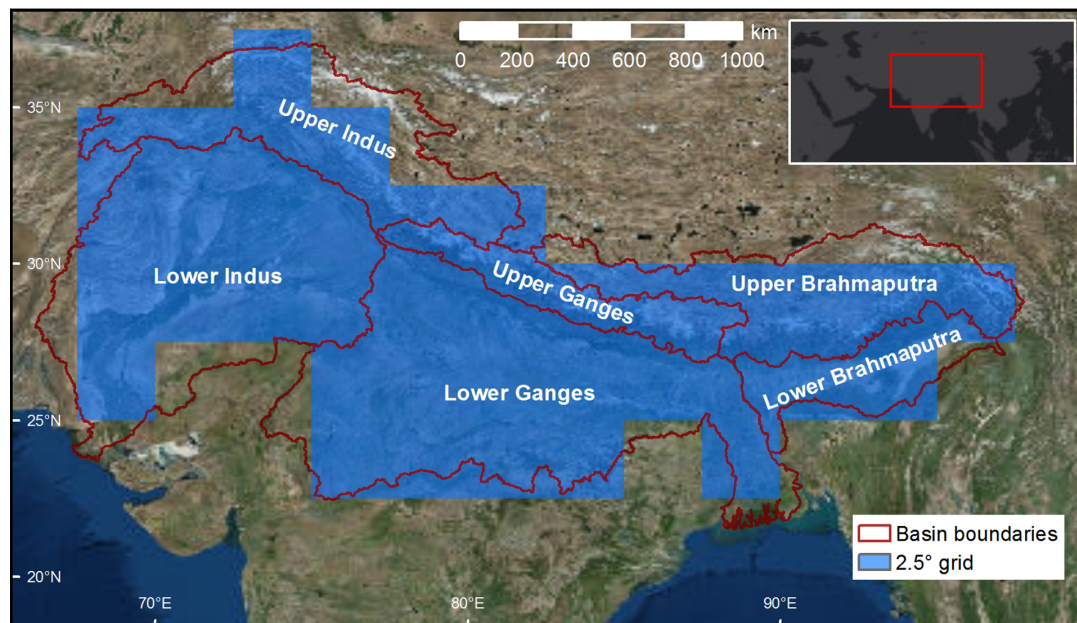 km
0 200 400 600 800 1000
35°N
Upper Indus
30°N
Lower Indus
Upper Ganges
Upper Brahmaputra
Lower Brahmaputra
Lower Ganges
25°N
Basin boundaries
2.5° grid
20°N
70°E 80°E 90°E